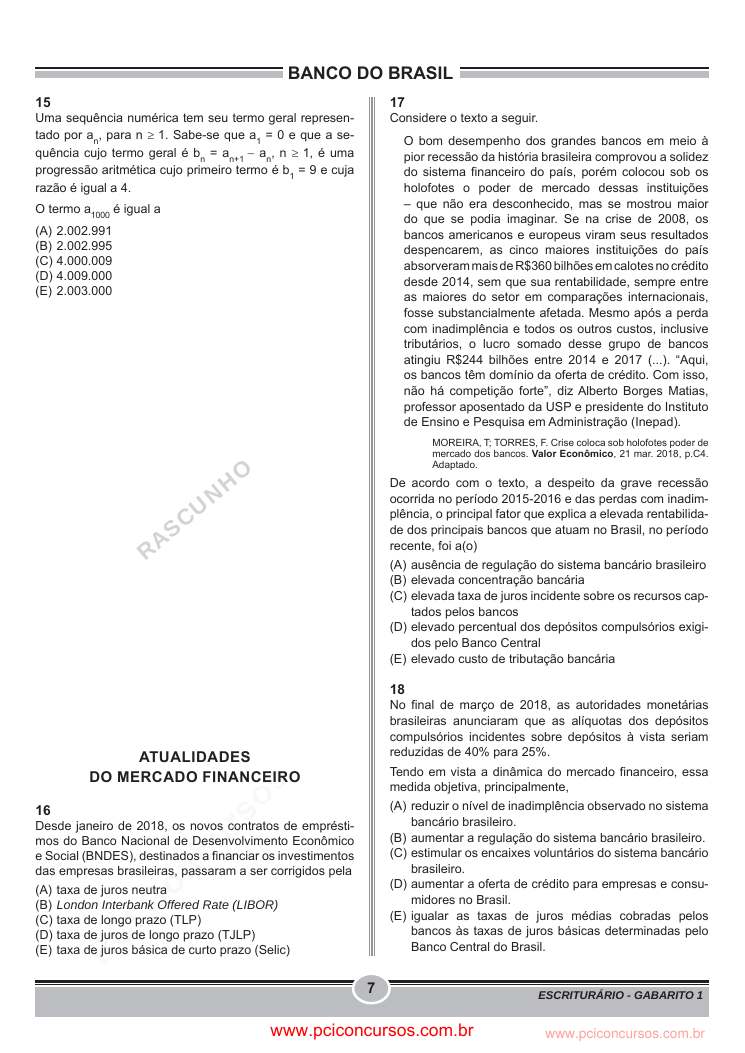 BANCO DO BRASIL
15
Uma sequência numérica tem seu termo geral represen-
tado por aₙ, para n ≥ 1. Sabe-se que a₁ = 0 e que a se-
quência cujo termo geral é bₙ = aₙ₊₁ – aₙ, n ≥ 1, é uma
progressão aritmética cujo primeiro termo é b₁ = 9 e cuja
razão é igual a 4.
O termo a₁₀₀₀ é igual a
(A) 2.002.991
(B) 2.002.995
(C) 4.000.009
(D) 4.009.000
(E) 2.003.000
RASCUNHO
ATUALIDADES
DO MERCADO FINANCEIRO
16
Desde janeiro de 2018, os novos contratos de emprésti-
mos do Banco Nacional de Desenvolvimento Econômico
e Social (BNDES), destinados a financiar os investimentos
das empresas brasileiras, passaram a ser corrigidos pela
(A) taxa de juros neutra
(B) London Interbank Offered Rate (LIBOR)
(C) taxa de longo prazo (TLP)
(D) taxa de juros de longo prazo (TJLP)
(E) taxa de juros básica de curto prazo (Selic)
17
Considere o texto a seguir.
O bom desempenho dos grandes bancos em meio à
pior recessão da história brasileira comprovou a solidez
do sistema financeiro do país, porém colocou sob os
holofotes o poder de mercado dessas instituições
– que não era desconhecido, mas se mostrou maior
do que se podia imaginar. Se na crise de 2008, os
bancos americanos e europeus viram seus resultados
despencarem, as cinco maiores instituições do país
absorveram mais de R$360 bilhões em calotes no crédito
desde 2014, sem que sua rentabilidade, sempre entre
as maiores do setor em comparações internacionais,
fosse substancialmente afetada. Mesmo após a perda
com inadimplência e todos os outros custos, inclusive
tributários, o lucro somado desse grupo de bancos
atingiu R$244 bilhões entre 2014 e 2017 (...). “Aqui,
os bancos têm domínio da oferta de crédito. Com isso,
não há competição forte”, diz Alberto Borges Matias,
professor aposentado da USP e presidente do Instituto
de Ensino e Pesquisa em Administração (Inepad).
MOREIRA, T; TORRES, F. Crise coloca sob holofotes poder de
mercado dos bancos. Valor Econômico, 21 mar. 2018, p.C4.
Adaptado.
De acordo com o texto, a despeito da grave recessão
ocorrida no período 2015-2016 e das perdas com inadim-
plência, o principal fator que explica a elevada rentabilida-
de dos principais bancos que atuam no Brasil, no período
recente, foi a(o)
(A) ausência de regulação do sistema bancário brasileiro
(B) elevada concentração bancária
(C) elevada taxa de juros incidente sobre os recursos cap-
tados pelos bancos
(D) elevado percentual dos depósitos compulsórios exigi-
dos pelo Banco Central
(E) elevado custo de tributação bancária
18
No final de março de 2018, as autoridades monetárias
brasileiras anunciaram que as alíquotas dos depósitos
compulsórios incidentes sobre depósitos à vista seriam
reduzidas de 40% para 25%.
Tendo em vista a dinâmica do mercado financeiro, essa
medida objetiva, principalmente,
(A) reduzir o nível de inadimplência observado no sistema
bancário brasileiro.
(B) aumentar a regulação do sistema bancário brasileiro.
(C) estimular os encaixes voluntários do sistema bancário
brasileiro.
(D) aumentar a oferta de crédito para empresas e consu-
midores no Brasil.
(E) igualar as taxas de juros médias cobradas pelos
bancos às taxas de juros básicas determinadas pelo
Banco Central do Brasil.
7
ESCRITURÁRIO - GABARITO 1
www.pciconcursos.com.br
www.pciconcursos.com.br